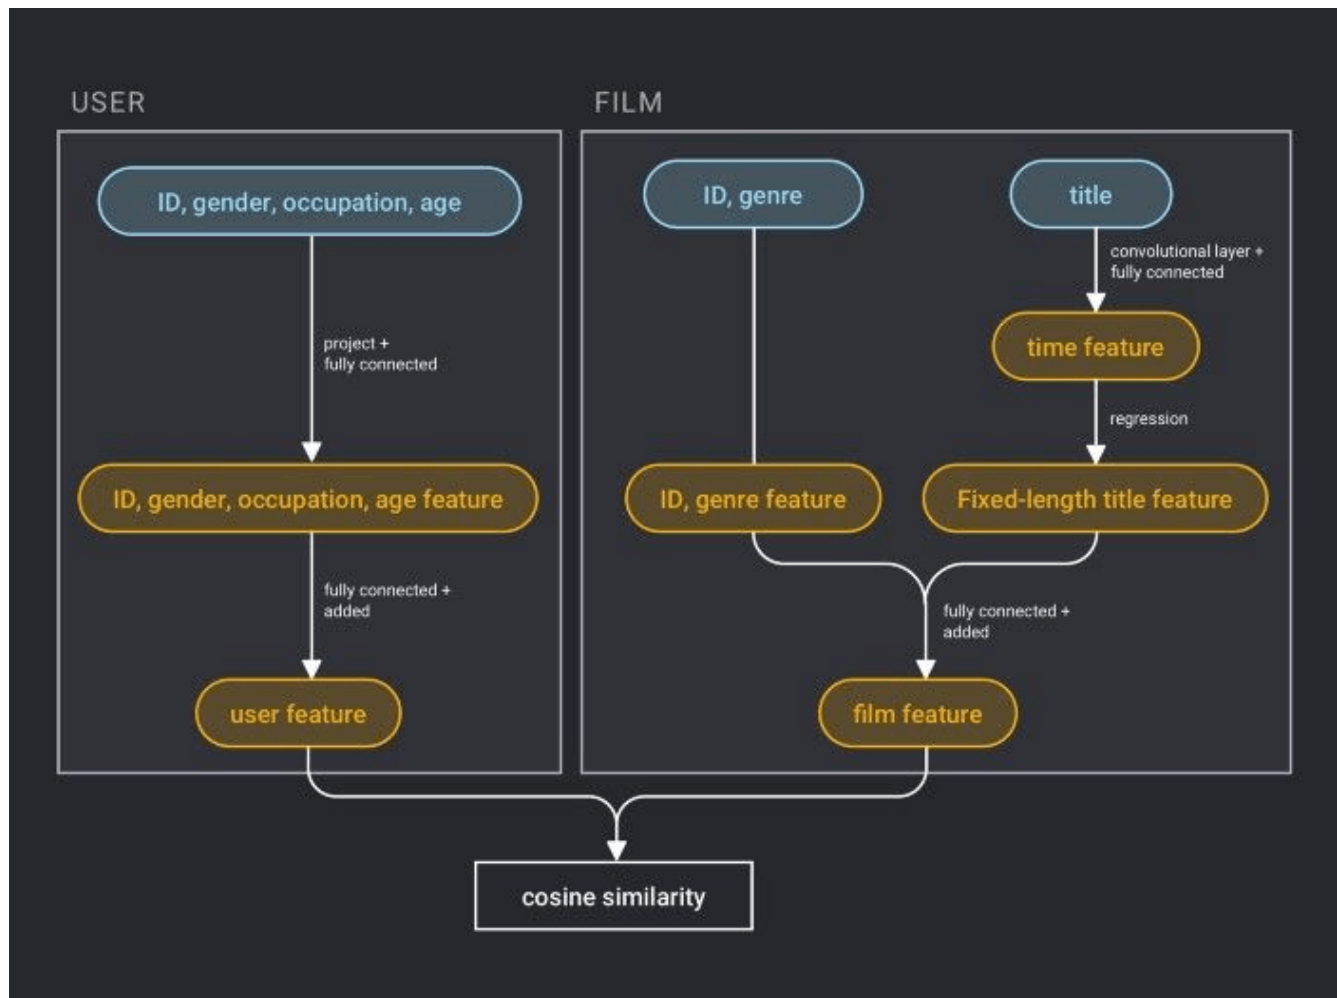 USER
ID, gender, occupation, age
project +
fully connected
ID, gender, occupation, age feature
fully connected +
added
user feature
FILM
ID, genre
title
convolutional layer +
fully connected
time feature
regression
ID, genre feature
Fixed-length title feature
fully connected +
added
film feature
cosine similarity